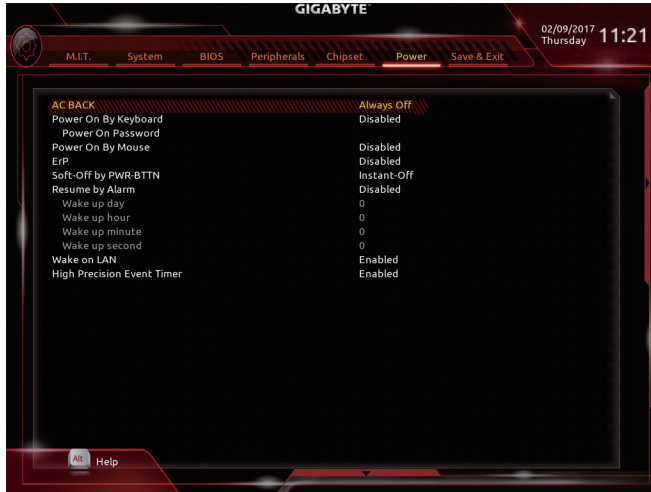 GIGABYTE™
02/09/2017 Thursday 11:21
M.I.T. System BIOS Peripherals Chipset Power Save & Exit
AC BACK Always Off
Power On By Keyboard Disabled
Power On Password
Power On By Mouse Disabled
ErP Disabled
Soft-Off by PWR-BTTN Instant-Off
Resume by Alarm Disabled
Wake up day 0
Wake up hour 0
Wake up minute 0
Wake up second 0
Wake on LAN Enabled
High Precision Event Timer Enabled
Alt Help